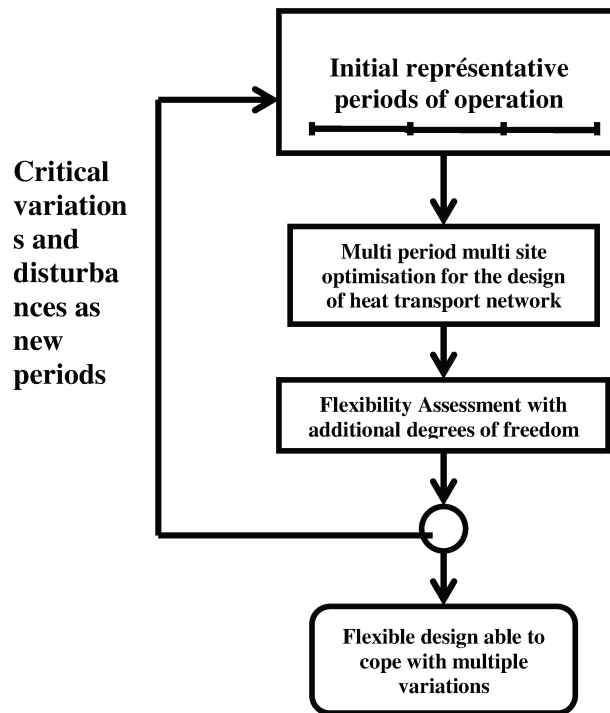 Initial représentative
periods of operation
Critical
variation
s and
disturba
nces as
new
periods
Multi period multi site
optimisation for the design
of heat transport network
Flexibility Assessment with
additional degrees of freedom
Flexible design able to
cope with multiple
variations